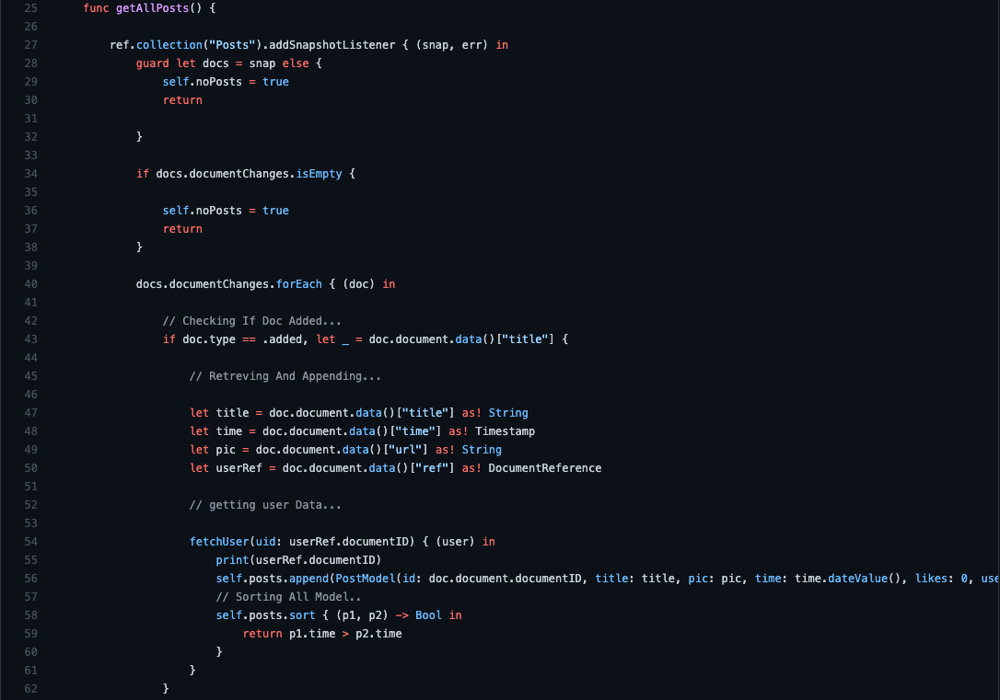 25 func getAllPosts() {
26
27 ref.collection("Posts").addSnapshotListener { (snap, err) in
28 guard let docs = snap else {
29 self.noPosts = true
30 return
31
32 }
33
34 if docs.documentChanges.isEmpty {
35
36 self.noPosts = true
37 return
38 }
39
40 docs.documentChanges.forEach { (doc) in
41
42 // Checking If Doc Added...
43 if doc.type == .added, let _ = doc.document.data()["title"] {
44
45 // Retreving And Appending...
46
47 let title = doc.document.data()["title"] as! String
48 let time = doc.document.data()["time"] as! Timestamp
49 let pic = doc.document.data()["url"] as! String
50 let userRef = doc.document.data()["ref"] as! DocumentReference
51
52 // getting user Data...
53
54 fetchUser(uid: userRef.documentID) { (user) in
55 print(userRef.documentID)
56 self.posts.append(PostModel(id: doc.document.documentID, title: title, pic: pic, time: time.dateValue(), likes: 0, use
57 // Sorting All Model..
58 self.posts.sort { (p1, p2) -> Bool in
59 return p1.time > p2.time
60 }
61 }
62 }